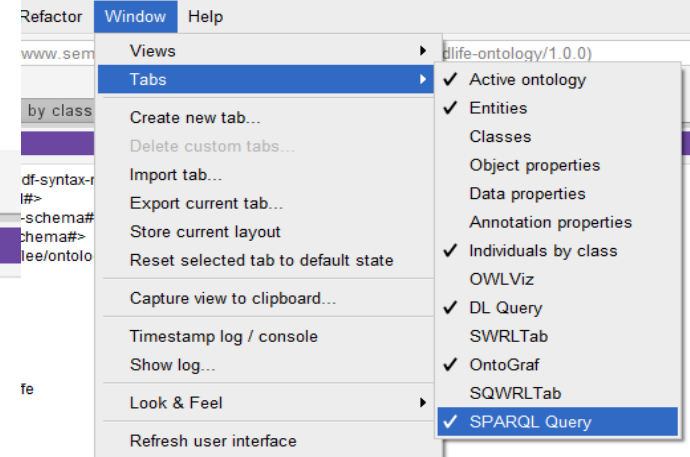 Refactor Window Help
www.sem
dlife-ontology/1.0.0)
Views
Tabs
by class
Create new tab...
Delete custom tabs...
Import tab...
Export current tab...
Store current layout
Reset selected tab to default state
Capture view to clipboard...
Timestamp log / console
Show log...
Look & Feel
Refresh user interface
Active ontology
Entities
Classes
Object properties
Data properties
Annotation properties
Individuals by class
OWLViz
DL Query
SWRLTab
OntoGraf
SQWRLTab
SPARQL Query
df-syntax-r
#>
-schema#
chema#>
lee/ontolo
fe